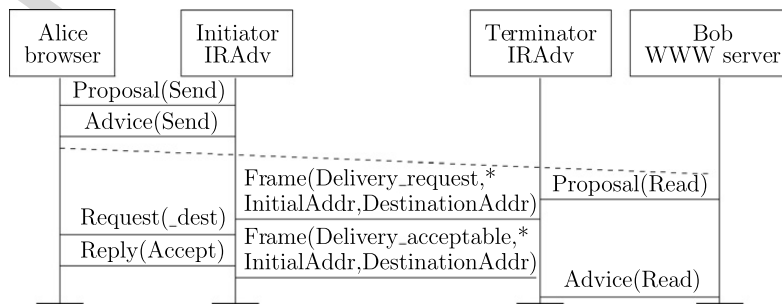 Alice
browser
Initiator
IRAdv
Terminator
IRAdv
Bob
WWW server
Proposal(Send)
Advice(Send)
Frame(Delivery_request,*
InitialAddr,DestinationAddr)
Proposal(Read)
Request(_dest)
Frame(Delivery_acceptable,*
InitialAddr,DestinationAddr)
Reply(Accept)
Advice(Read)